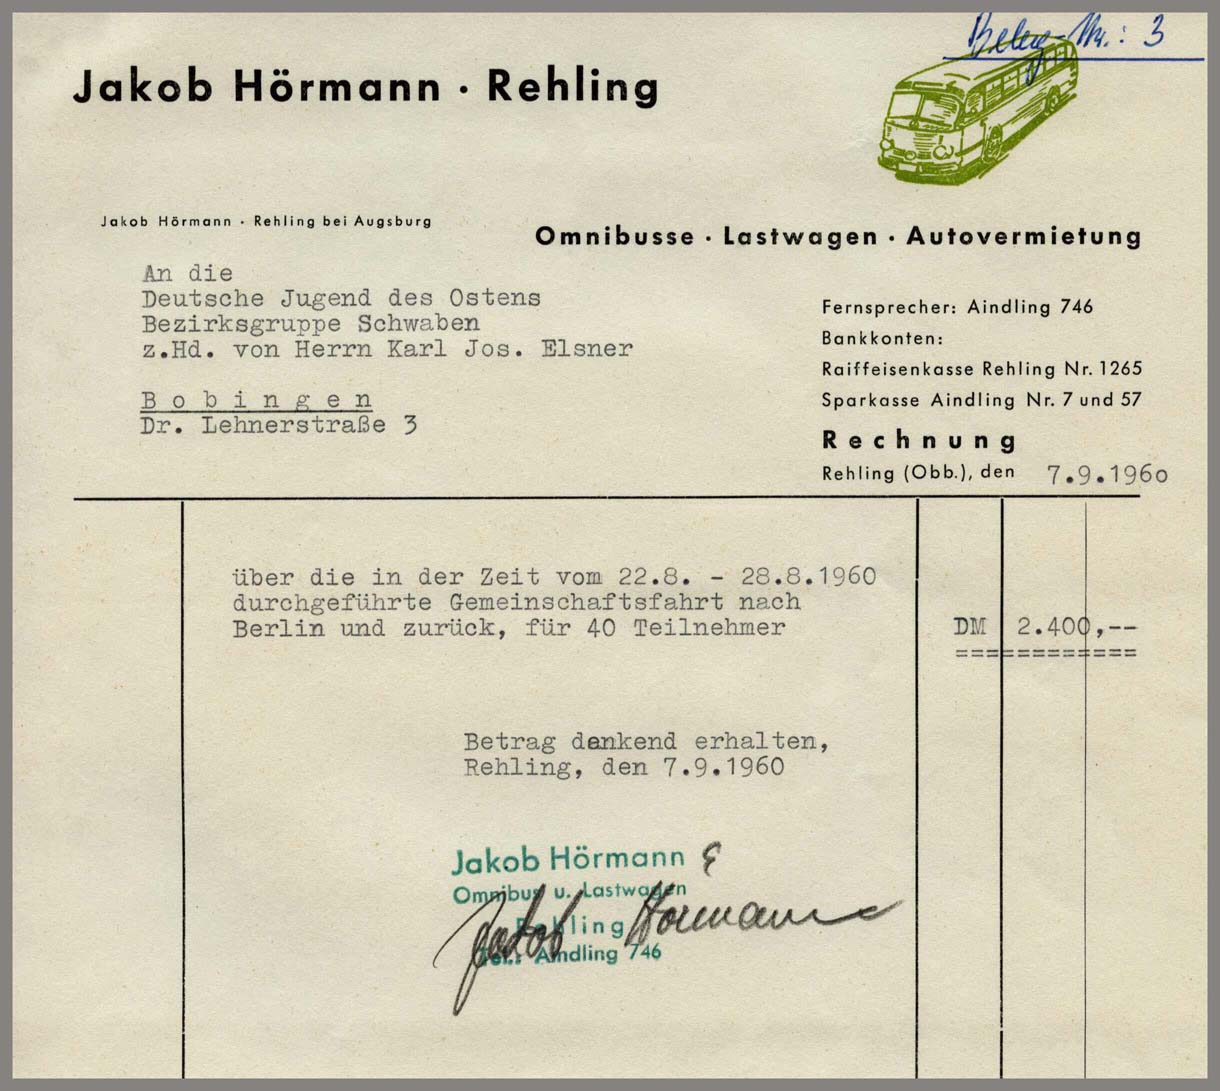 Beleg-Nr.: 3
Jakob Hörmann · Rehling
Jakob Hörmann · Rehling bei Augsburg
Omnibusse · Lastwagen · Autovermietung
An die
Deutsche Jugend des Ostens
Bezirksgruppe Schwaben
z.Hd. von Herrn Karl Jos. Elsner
B o b i n g e n
Dr. Lehnerstraße 3
Fernsprecher: Aindling 746
Bankkonten:
Raiffeisenkasse Rehling Nr. 1265
Sparkasse Aindling Nr. 7 und 57
Rechnung
Rehling (Obb.), den 7.9.1960
über die in der Zeit vom 22.8. - 28.8.1960
durchgeführte Gemeinschaftsfahrt nach
Berlin und zurück, für 40 Teilnehmer DM 2.400,--
============
Betrag dankend erhalten,
Rehling, den 7.9.1960
Jakob Hörmann
Omnibus u. Lastwagen
Rehling
Tel.: Aindling 746
Jakob Hörmann